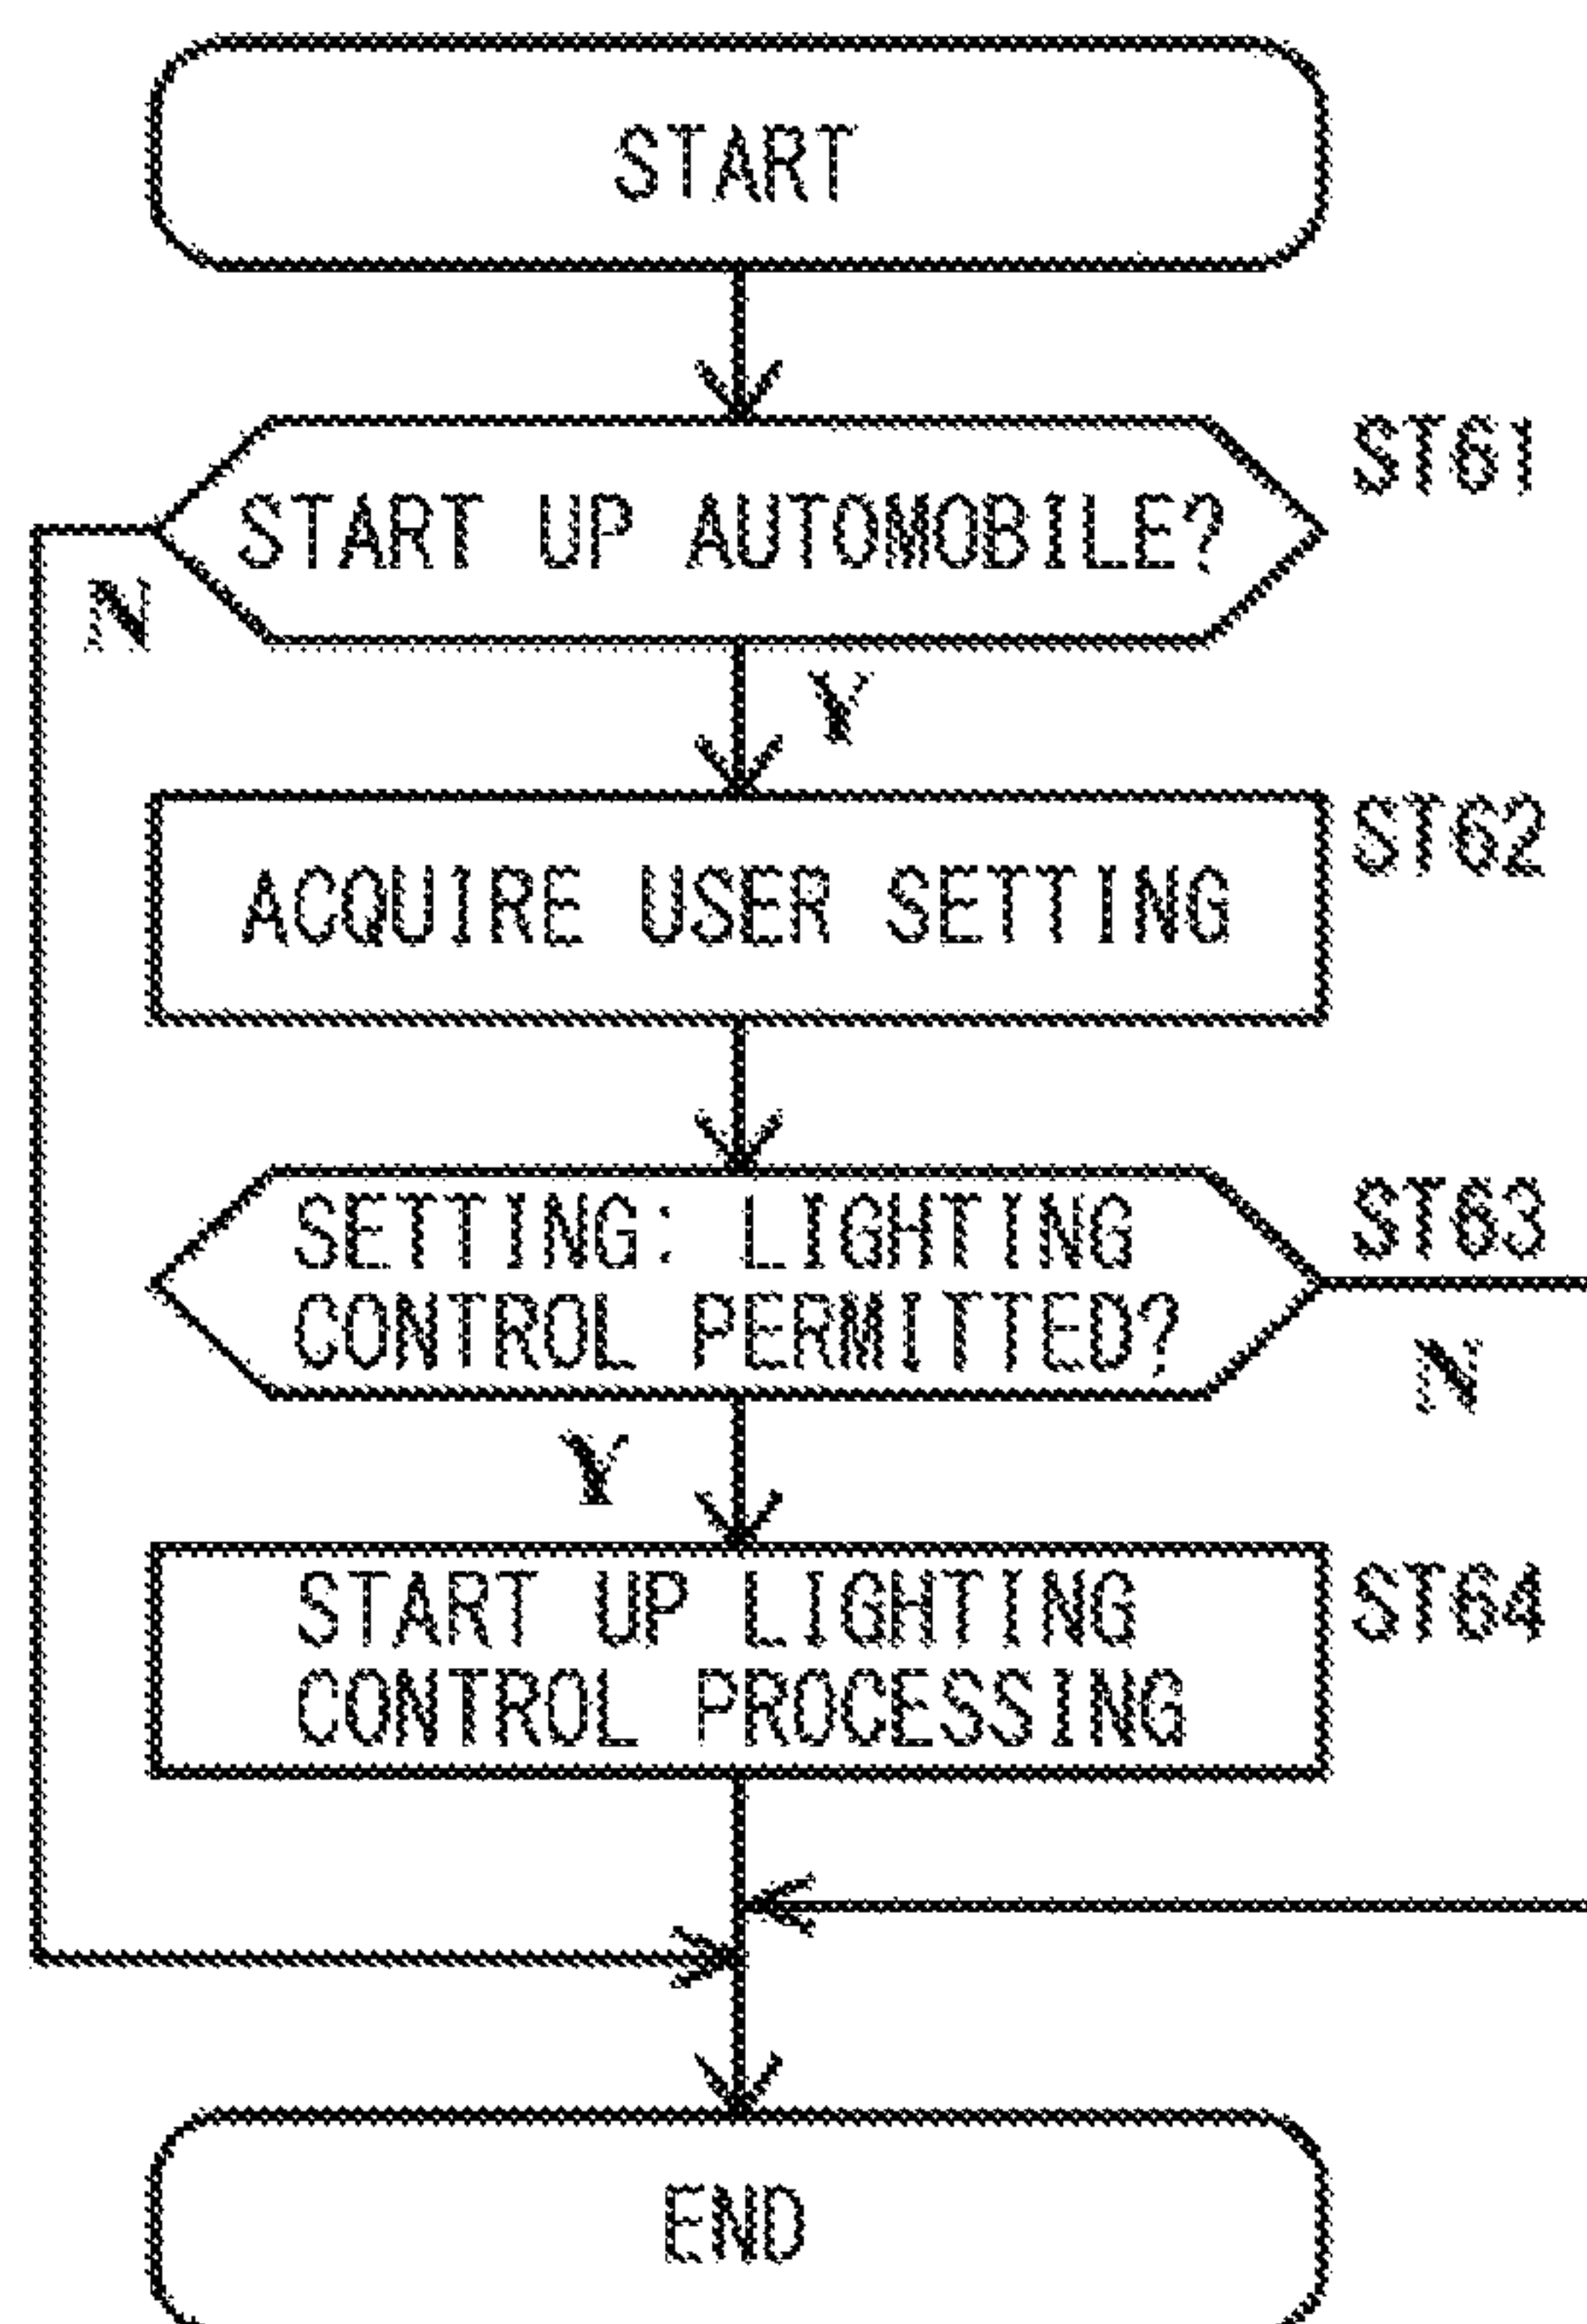 START
START UP AUTOMOBILE?
ST61
N
Y
ACQUIRE USER SETTING
ST62
SETTING: LIGHTING
CONTROL PERMITTED?
ST63
N
Y
START UP LIGHTING
CONTROL PROCESSING
ST64
END